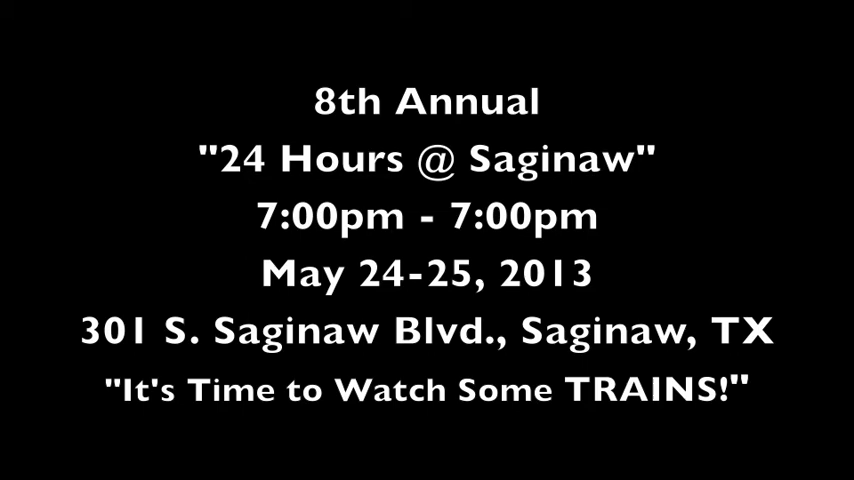 8th Annual
"24 Hours @ Saginaw"
7:00pm - 7:00pm
May 24-25, 2013
301 S. Saginaw Blvd., Saginaw, TX
"It's Time to Watch Some TRAINS!"